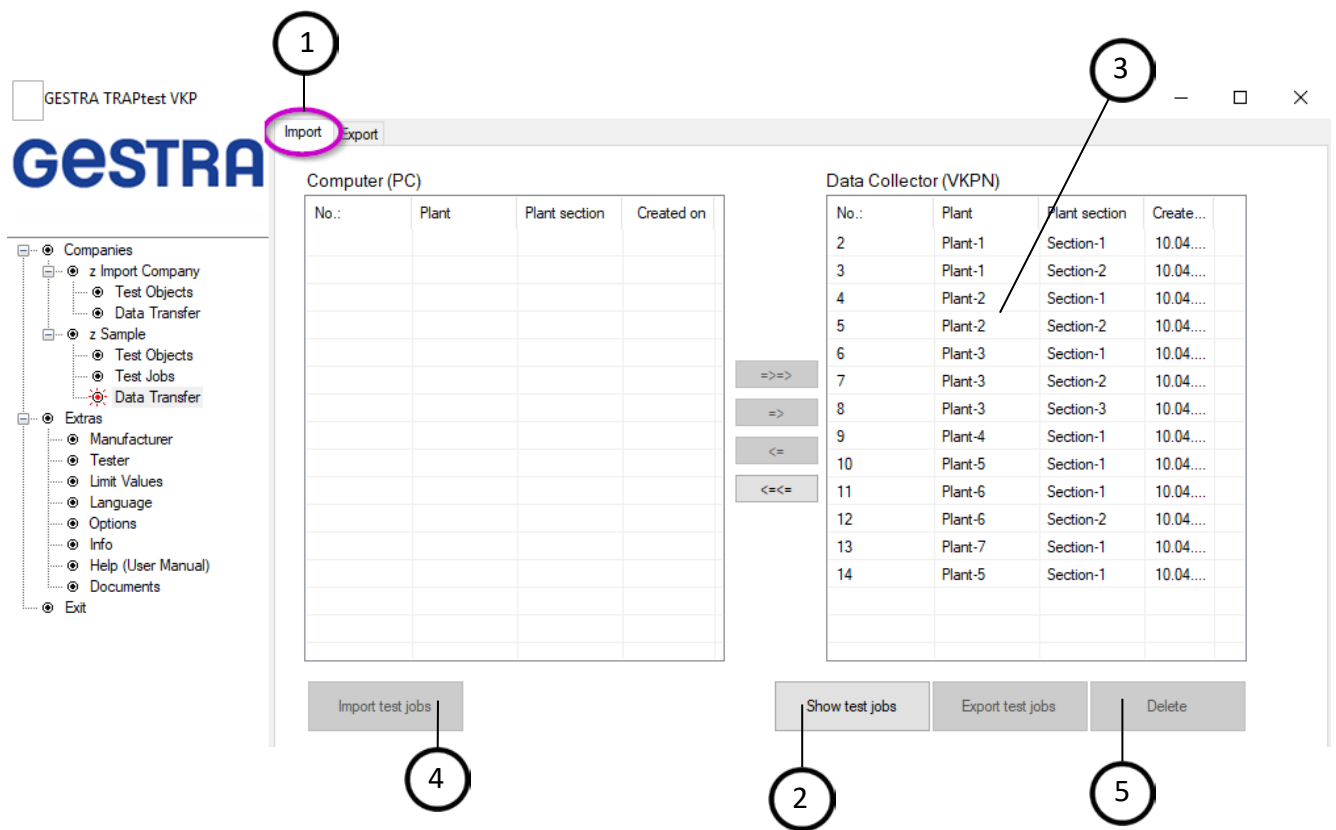 1
3
GESTRA TRAPtest VKP
GESTRA
Import Export
Computer (PC)
Data Collector (VKPN)
No.: Plant Plant section Created on
No.: Plant Plant section Create...
2 Plant-1 Section-1 10.04....
3 Plant-1 Section-2 10.04....
4 Plant-2 Section-1 10.04....
5 Plant-2 Section-2 10.04....
6 Plant-3 Section-1 10.04....
7 Plant-3 Section-2 10.04....
8 Plant-3 Section-3 10.04....
9 Plant-4 Section-1 10.04....
10 Plant-5 Section-1 10.04....
11 Plant-6 Section-1 10.04....
12 Plant-6 Section-2 10.04....
13 Plant-7 Section-1 10.04....
14 Plant-5 Section-1 10.04....
=>=>
=>
<=
<=<=
Companies
z Import Company
Test Objects
Data Transfer
z Sample
Test Objects
Test Jobs
Data Transfer
Extras
Manufacturer
Tester
Limit Values
Language
Options
Info
Help (User Manual)
Documents
Exit
Import test jobs
Show test jobs
Export test jobs
Delete
4
2
5